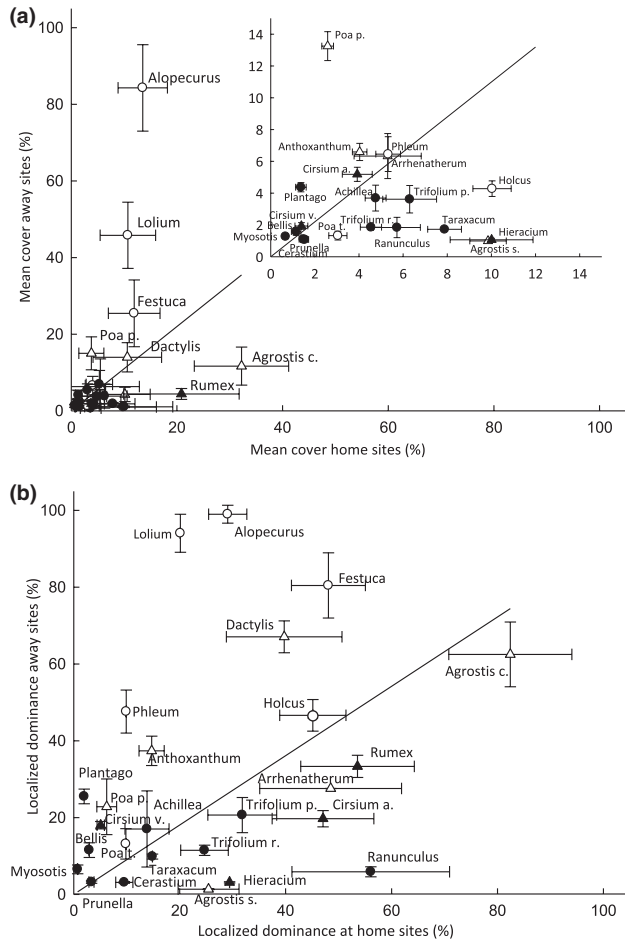 (a)
100
80
60
40
20
0
Mean cover away sites (%)
Alopecurus
Lolium
Festuca
Poa p.
Dactylis
Agrostis c.
Rumex
0 20 40 60 80 100
Mean cover home sites (%)
14
12
10
8
6
4
2
0
Poa p.
Anthoxanthum
Phleum
Cirsium a.
Arrhenatherum
Plantago
Achillea
Trifolium p.
Holcus
Cirsium v.
Bellis
Poa t.
Trifolium r.
Taraxacum
Myosotis
Prunella
Ranunculus
Hieracium
Cerastium
Agrostis s.
0 2 4 6 8 10 12 14
(b)
100
80
60
40
20
0
Localized dominance away sites (%)
Lolium
Alopecurus
Festuca
Dactylis
Agrostis c.
Phleum
Holcus
Anthoxanthum
Rumex
Plantago
Arrhenatherum
Poa p.
Achillea
Trifolium p.
Cirsium a.
Cirsium v.
Bellis
Poa t.
Trifolium r.
Ranunculus
Myosotis
Taraxacum
Cerastium
Hieracium
Prunella
Agrostis s.
0 20 40 60 80 100
Localized dominance at home sites (%)